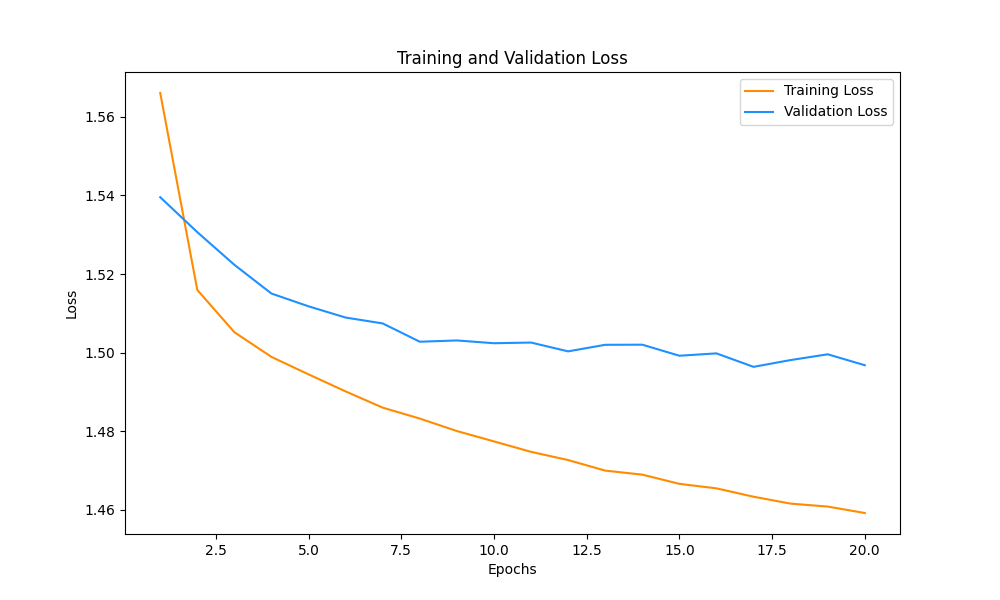 Training and Validation Loss
Training Loss
Validation Loss
1.56
1.54
1.52
1.50
1.48
1.46
Loss
2.5 5.0 7.5 10.0 12.5 15.0 17.5 20.0
Epochs